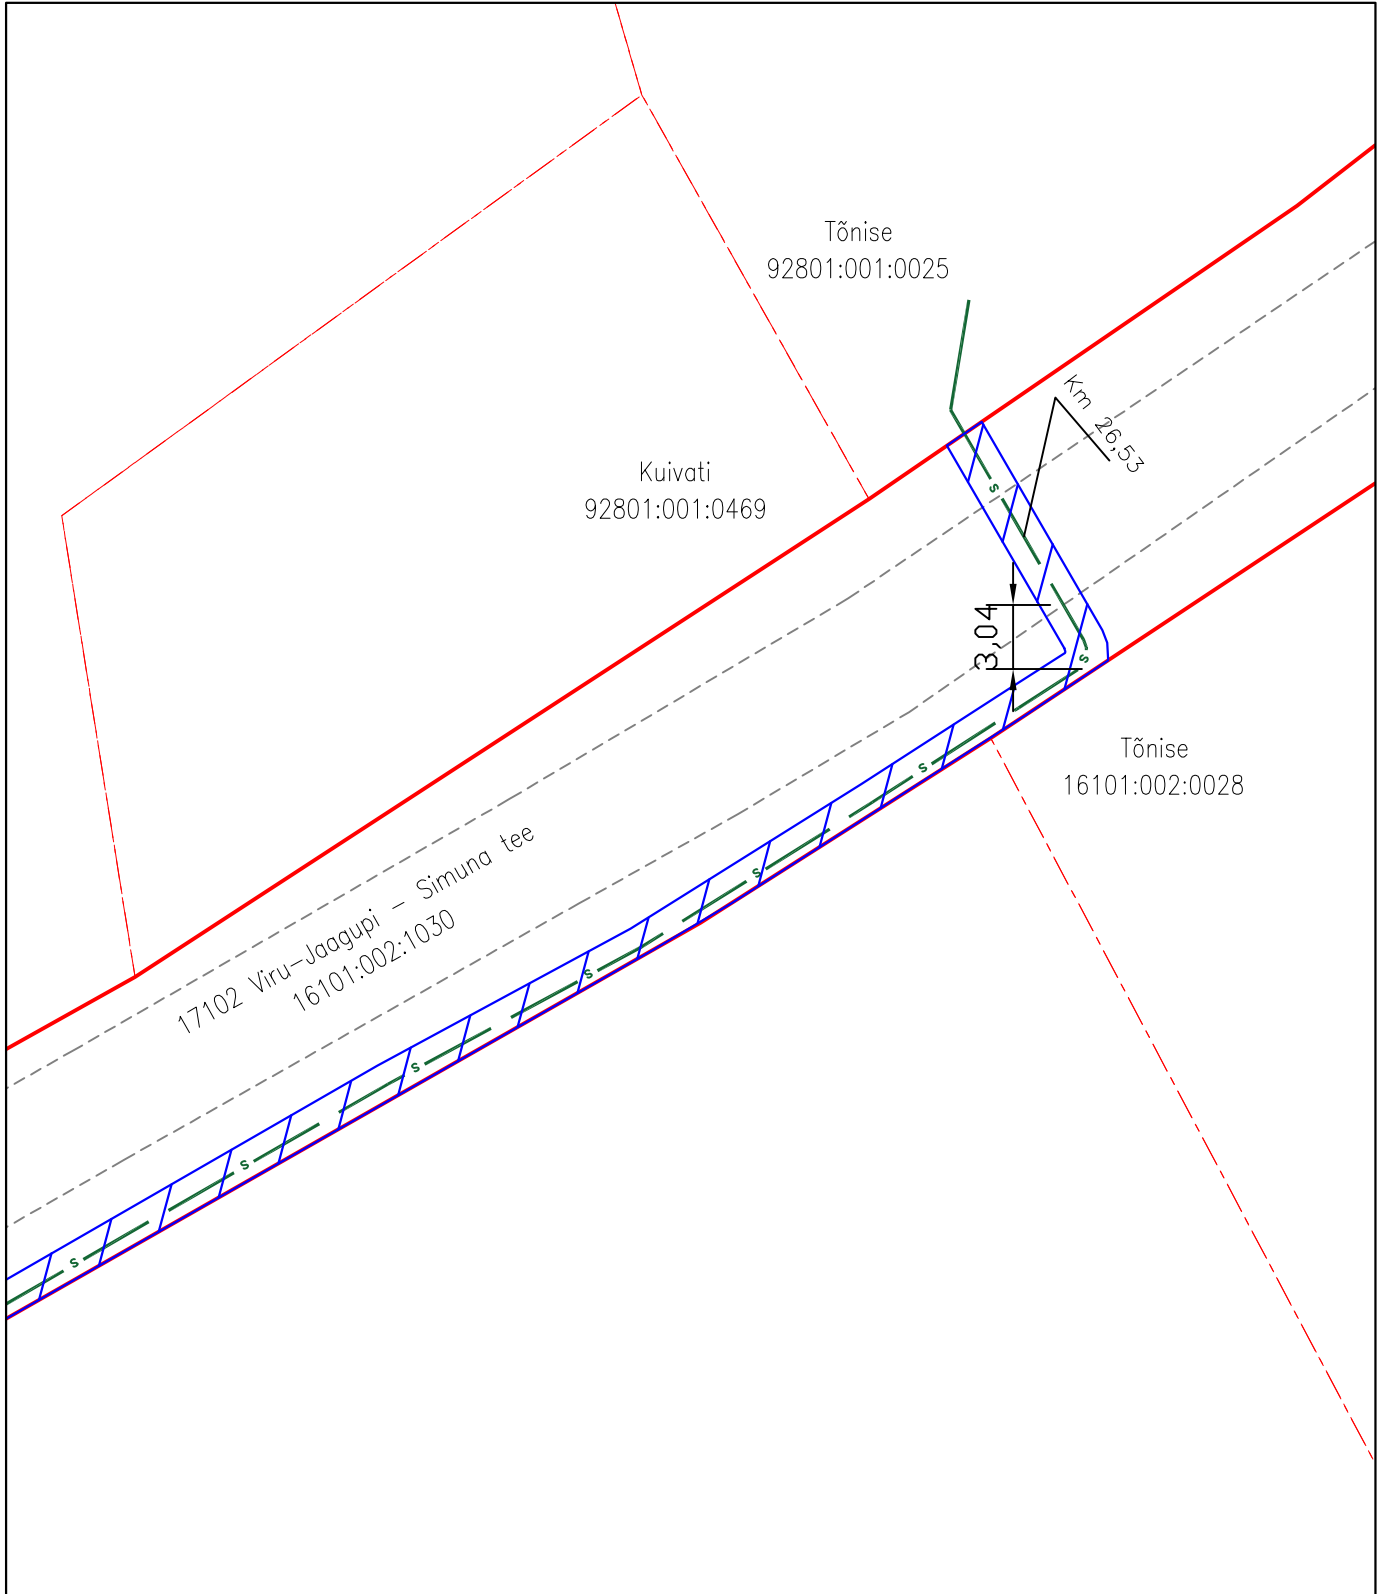 Tõnise
92801:001:0025
Km 26,53
Kuivati
92801:001:0469
3,04
s
s
Tõnise
16101:002:0028
s
s
s
s
s
s
17102 Viru-Jaagupi - Simuna tee
16101:002:1030